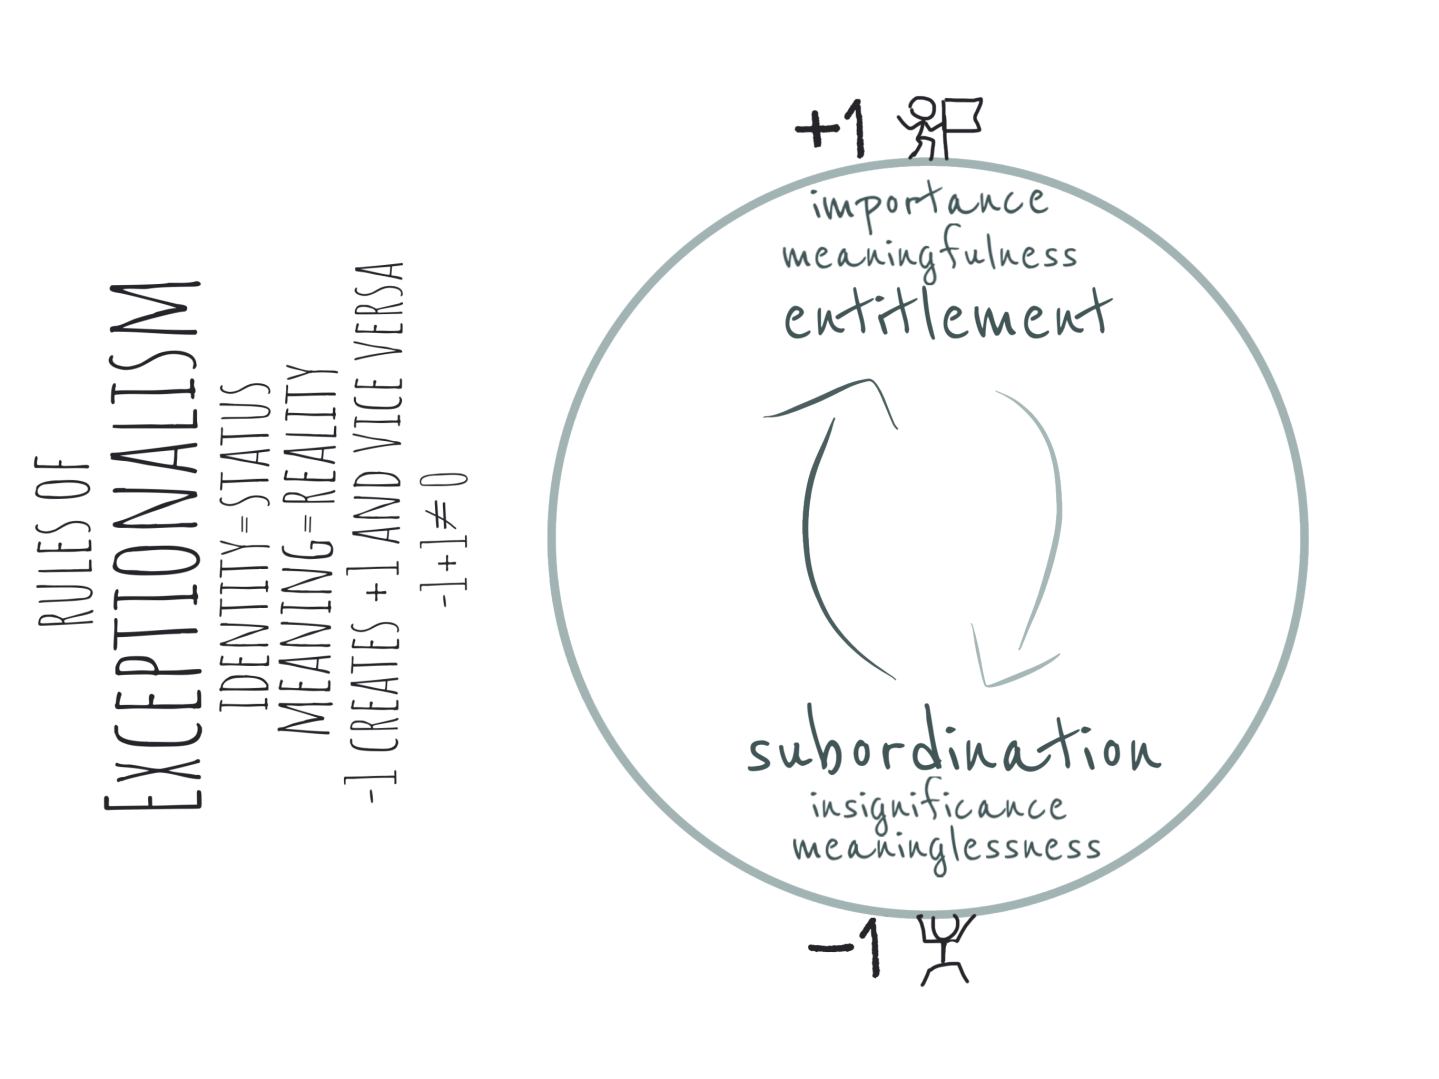 RULES OF
EXCEPTIONALISM
IDENTITY=STATUS
MEANING=REALITY
-1 CREATES +1 AND VICE VERSA
-1+1≠0
+1
importance
meaningfulness
entitlement
subordination
insignificance
meaninglessness
-1